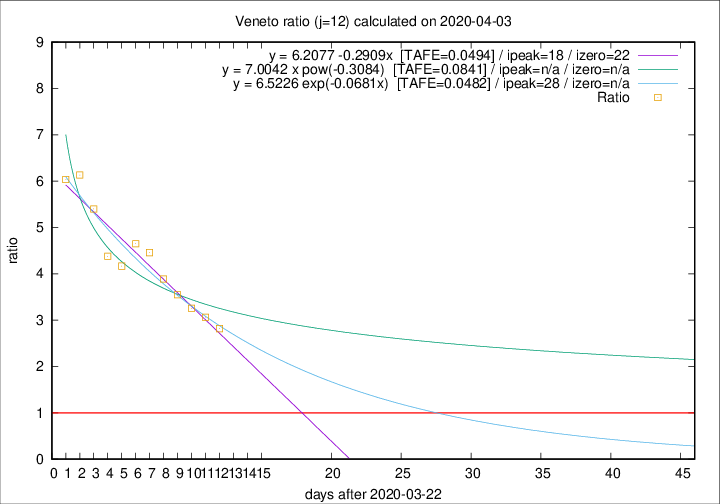 Veneto ratio (j=12) calculated on 2020-04-03
y = 6.2077 -0.2909x [TAFE=0.0494] / ipeak=18 / izero=22
y = 7.0042 x pow(-0.3084) [TAFE=0.0841] / ipeak=n/a / izero=n/a
y = 6.5226 exp(-0.0681x) [TAFE=0.0482] / ipeak=28 / izero=n/a
Ratio
9
8
7
6
5
4
3
2
1
0
ratio
0 1 2 3 4 5 6 7 8 9 10 11 12 13 14 15 20 25 30 35 40 45
days after 2020-03-22